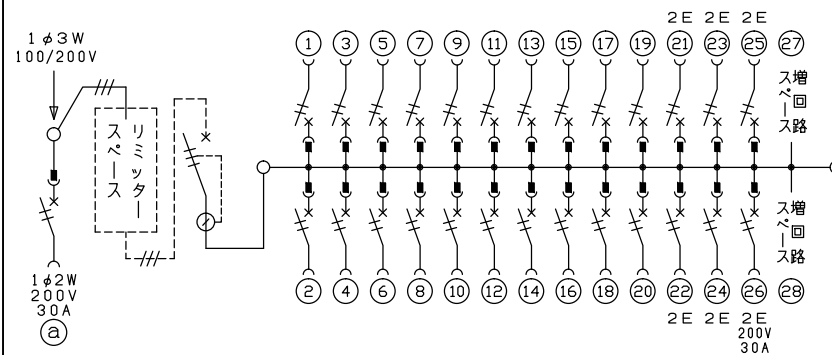 2E 2E 2E
1φ3W
100/200V
1 3 5 7 9 11 13 15 17 19 21 23 25 27
増回路
スペース
リミッター
スペース
増回路
スペース
1φ2W
200V
30A
a
2 4 6 8 10 12 14 16 18 20 22 24 26 28
2E 2E 2E
200V
30A